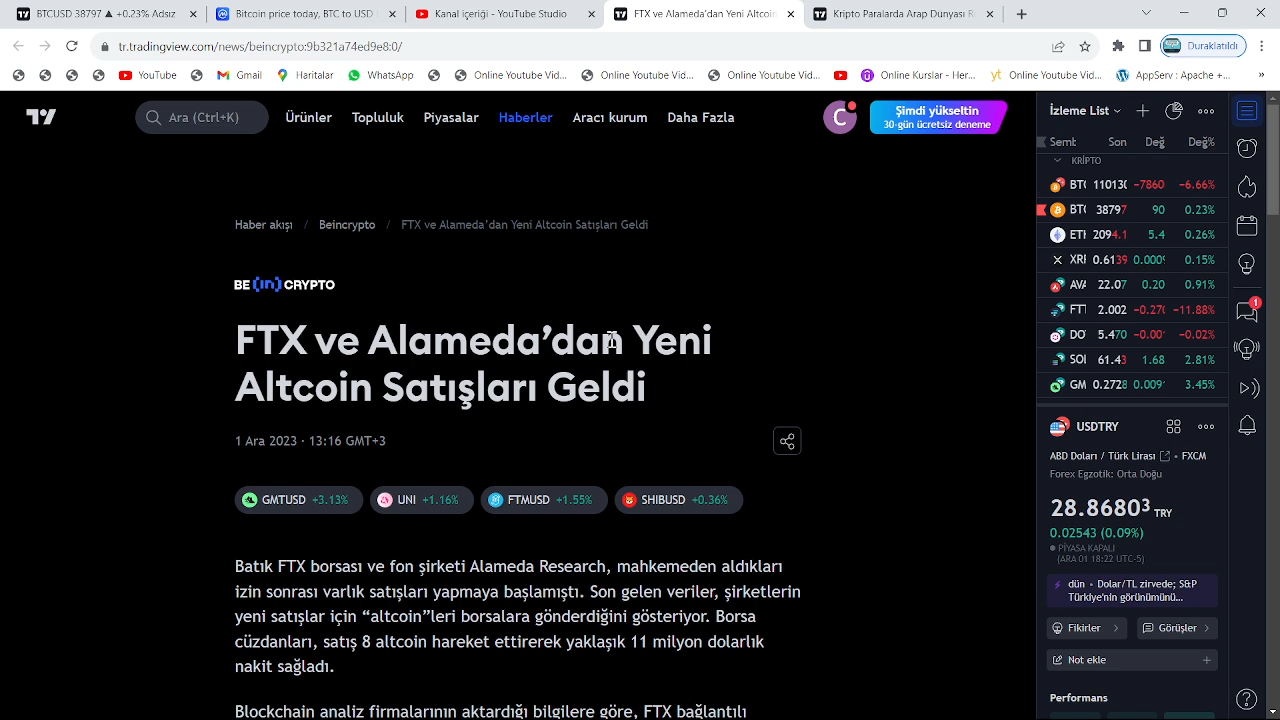 BTCUSD 38797 ▲ +0.23% Adsız
Bitcoin price today, BTC to USD
Kanal içeriği - YouTube Studio
FTX ve Alameda'dan Yeni Altcoin
Kripto Paralarda Arap Dünyası R
tr.tradingview.com/news/beincrypto:9b321a74ed9e8:0/
Duraklatıldı
YouTube
Gmail
Haritalar
WhatsApp
Online Youtube Vid...
Online Youtube Vid...
Online Youtube Vid...
Online Kurslar - Her...
yt Online Youtube Vid...
AppServ : Apache +...
Ara (Ctrl+K)
Ürünler
Topluluk
Piyasalar
Haberler
Aracı kurum
Daha Fazla
C
Şimdi yükseltin
30-gün ücretsiz deneme
Haber akışı / Beincrypto / FTX ve Alameda'dan Yeni Altcoin Satışları Geldi
BE[IN]CRYPTO
FTX ve Alameda'dan Yeni
Altcoin Satışları Geldi
1 Ara 2023 · 13:16 GMT+3
GMTUSD +3.13%
UNI +1.16%
FTMUSD +1.55%
SHIBUSD +0.36%
Batık FTX borsası ve fon şirketi Alameda Research, mahkemeden aldıkları
izin sonrası varlık satışları yapmaya başlamıştı. Son gelen veriler, şirketlerin
yeni satışlar için “altcoin”leri borsalara gönderdiğini gösteriyor. Borsa
cüzdanları, satış 8 altcoin hareket ettirerek yaklaşık 11 milyon dolarlık
nakit sağladı.
Blockchain analiz firmalarının aktardığı bilgilere göre, FTX bağlantılı
İzleme List
Semb Son Değ Değ%
KRİPTO
BTC 110130 -7860 -6.66%
BTC 38797 90 0.23%
ETH 2094.1 5.4 0.26%
XRP 0.6139 0.0009 0.15%
AVA 22.07 0.20 0.91%
FTT 2.002 -0.270 -11.88%
DO 5.470 -0.00 -0.02%
SOL 61.43 1.68 2.81%
GM 0.2728 0.009 3.45%
1
USDTRY
ABD Doları / Türk Lirası • FXCM
Forex Egzotik: Orta Doğu
28.86803 TRY
0.02543 (0.09%)
PİYASA KAPALI
(ARA 01 18:22 UTC-5)
dün • Dolar/TL zirvede; S&P
Türkiye'nin görünümünü...
Fikirler
Görüşler
Not ekle
Performans